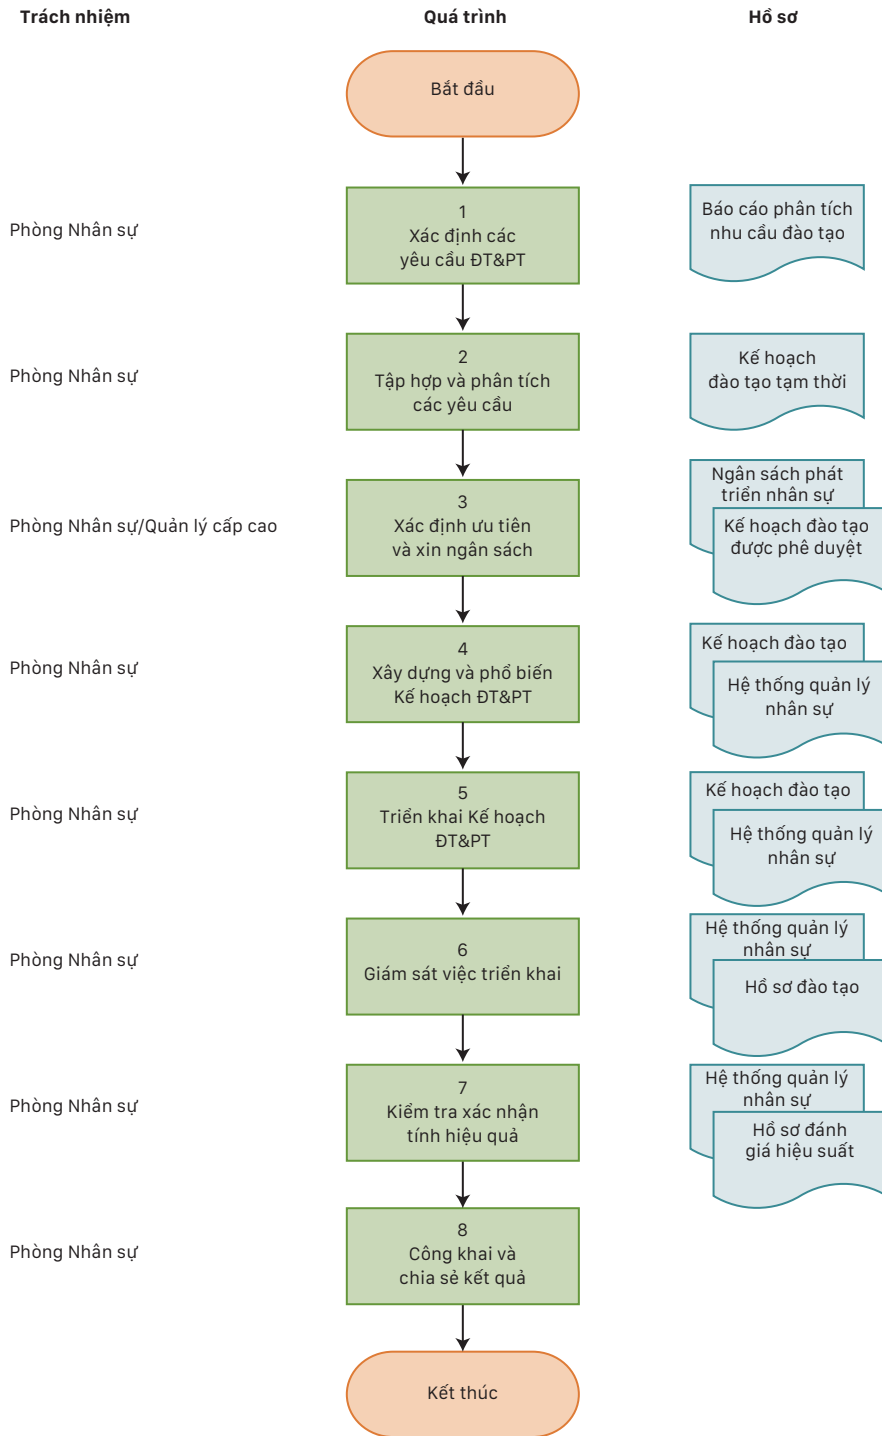 Trách nhiệm
Quá trình
Hồ sơ
Bắt đầu
Phòng Nhân sự
1
Xác định các
yêu cầu ĐT&PT
Báo cáo phân tích
nhu cầu đào tạo
Phòng Nhân sự
2
Tập hợp và phân tích
các yêu cầu
Kế hoạch
đào tạo tạm thời
Phòng Nhân sự/Quản lý cấp cao
3
Xác định ưu tiên
và xin ngân sách
Ngân sách phát
triển nhân sự
Kế hoạch đào tạo
được phê duyệt
Phòng Nhân sự
4
Xây dựng và phổ biến
Kế hoạch ĐT&PT
Kế hoạch đào tạo
Hệ thống quản lý
nhân sự
Phòng Nhân sự
5
Triển khai Kế hoạch
ĐT&PT
Kế hoạch đào tạo
Hệ thống quản lý
nhân sự
Phòng Nhân sự
6
Giám sát việc triển khai
Hệ thống quản lý
nhân sự
Hồ sơ đào tạo
Phòng Nhân sự
7
Kiểm tra xác nhận
tính hiệu quả
Hệ thống quản lý
nhân sự
Hồ sơ đánh
giá hiệu suất
Phòng Nhân sự
8
Công khai và
chia sẻ kết quả
Kết thúc